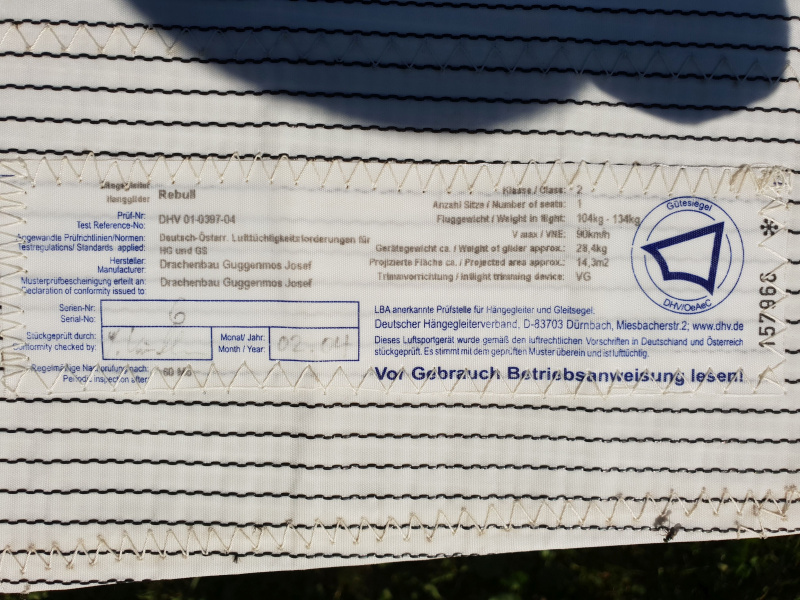 Hanggleiter
Hangglider Rebull
Prüf-Nr:
Test Reference-No: DHV 01-0397-04
Angewandte Prüfrichtlinien/Normen:
Testregulations/ Standards applied: Deutsch-Österr. Lufttüchtigkeitsforderungen für
HG und GS
Hersteller:
Manufacturer: Drachenbau Guggenmos Josef
Musterprüfbescheinigung erteilt an:
Declaration of conformity issued to: Drachenbau Guggenmos Josef
Serien-Nr:
Serial-No: 6
Stückgeprüft durch:
Conformity checked by:
Monat/ Jahr:
Month / Year: 02.04
Regelmäßige Nachprüfung nach:
Periodic inspection after:
Klasse / Class: 2
Anzahl Sitze / Number of seats: 1
Fluggewicht / Weight in flight: 104kg - 134kg
V max / VNE: 90km/h
Gerätegewicht ca. / Weight of glider approx.: 28,4kg
Projizierte Fläche ca. / Projected area approx.: 14,3m2
Trimmvorrichtung / Inflight trimming device: VG
LBA anerkannte Prüfstelle für Hängegleiter und Gleitsegel:
Deutscher Hängegleiterverband, D-83703 Dürnbach, Miesbacherstr.2; www.dhv.de
Dieses Luftsportgerät wurde gemäß den luftrechtlichen Vorschriften in Deutschland und Österreich
stückgeprüft. Es stimmt mit dem geprüften Muster überein und ist lufttüchtig.
Vor Gebrauch Betriebsanweisung lesen!
Gütesiegel
DHV/OeAeC
157966 *